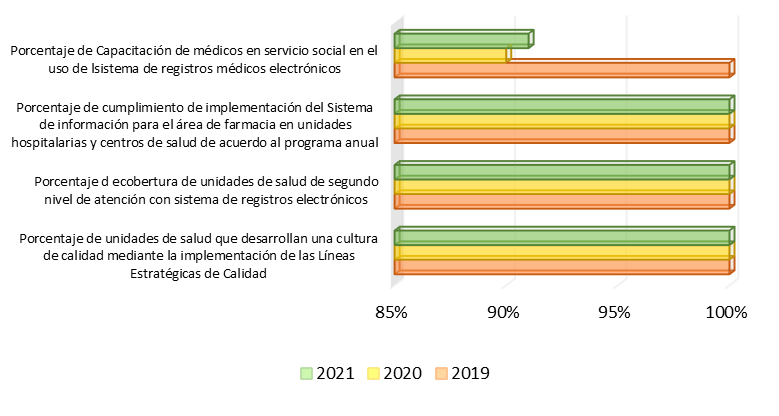 Porcentaje de Capacitación de médicos en servicio social en el
uso de lsistema de registros médicos electrónicos
Porcentaje de cumplimiento de implementación del Sistema
de información para el área de farmacia en unidades
hospitalarias y centros de salud de acuerdo al programa anual
Porcentaje d ecobertura de unidades de salud de segundo
nivel de atención con sistema de registros electrónicos
Porcentaje de unidades de salud que desarrollan una cultura
de calidad mediante la implementación de las Líneas
Estratégicas de Calidad
85% 90% 95% 100%
2021 2020 2019